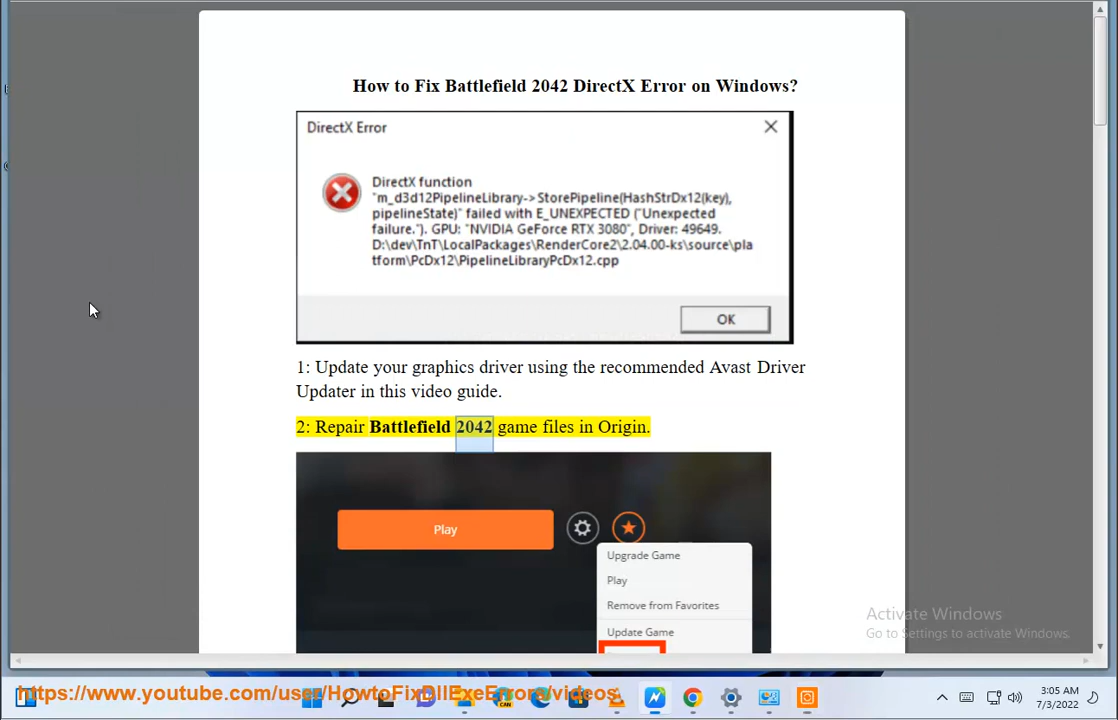 How to Fix Battlefield 2042 DirectX Error on Windows?
DirectX Error
DirectX function
"m_d3d12PipelineLibrary->StorePipeline(HashStrDx12(key),
pipelineState)" failed with E_UNEXPECTED ("Unexpected
failure."). GPU: "NVIDIA GeForce RTX 3080", Driver: 49649.
D:\dev\TnT\LocalPackages\RenderCore2\2.04.00-ks\source\pla
tform\PcDx12\PipelineLibraryPcDx12.cpp
OK
1: Update your graphics driver using the recommended Avast Driver
Updater in this video guide.
2: Repair Battlefield 2042 game files in Origin.
Play
Upgrade Game
Play
Remove from Favorites
Update Game
Activate Windows
Go to Settings to activate Windows.
https://www.youtube.com/user/HowtoFixDllExeErrors/videos
3:05 AM
7/3/2022